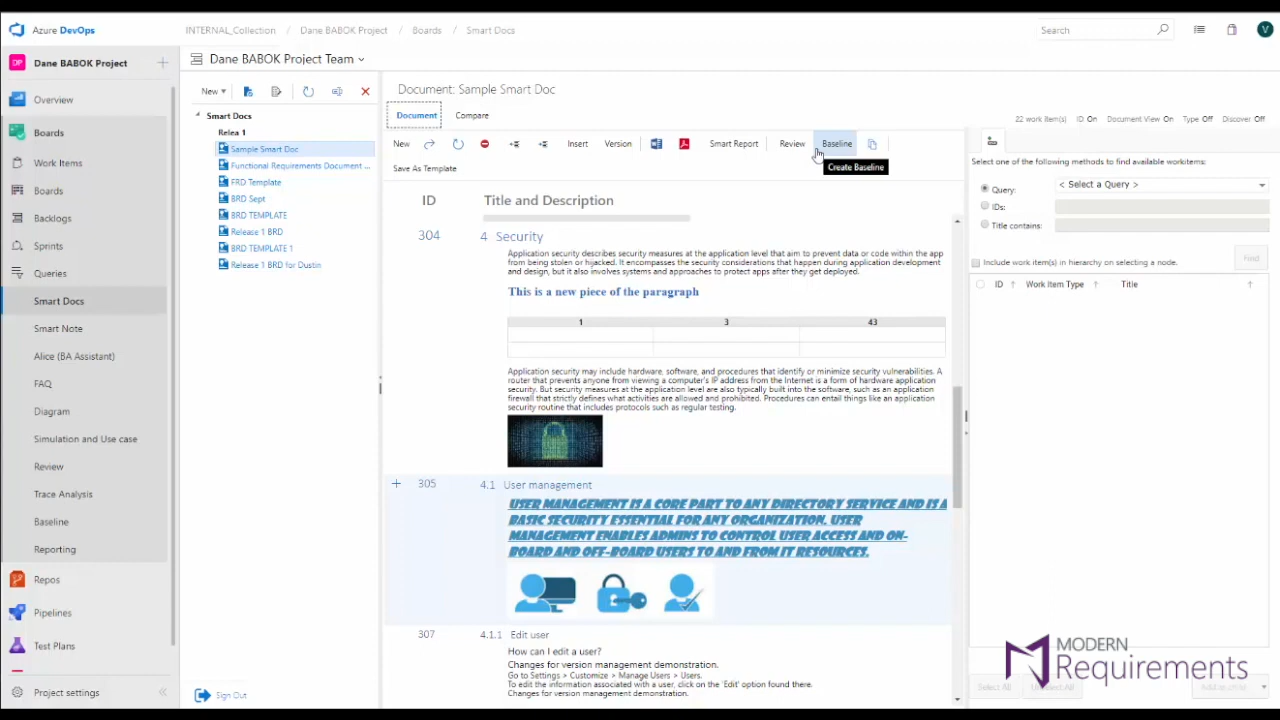 Azure DevOps
INTERNAL_Collection / Dane BABOK Project / Boards / Smart Docs
Search
V
DP Dane BABOK Project +
Dane BABOK Project Team
Overview
Boards
Work Items
Boards
Backlogs
Sprints
Queries
Smart Docs
Smart Note
Alice (BA Assistant)
FAQ
Diagram
Simulation and Use case
Review
Trace Analysis
Baseline
Reporting
Repos
Pipelines
Test Plans
Project settings
New
Smart Docs
Relea 1
Sample Smart Doc
Functional Requirements Document ...
FRD Template
BRD Sept
BRD TEMPLATE
Release 1 BRD
BRD TEMPLATE 1
Release 1 BRD for Dustin
Sign Out
Document: Sample Smart Doc
Document Compare
22 work item(s) ID On Document View On Type Off Discover Off
New Insert Version Smart Report Review Baseline
Create Baseline
Save As Template
ID Title and Description
304 4 Security
Application security describes security measures at the application level that aim to prevent data or code within the app
from being stolen or hijacked. It encompasses the security considerations that happen during application development
and design, but it also involves systems and approaches to protect apps after they get deployed.
This is a new piece of the paragraph
1 3 43
Application security may include hardware, software, and procedures that identify or minimize security vulnerabilities. A
router that prevents anyone from viewing a computer's IP address from the Internet is a form of hardware application
security. But security measures at the application level are also typically built into the software, such as an application
firewall that strictly defines what activities are allowed and prohibited. Procedures can entail things like an application
security routine that includes protocols such as regular testing.
305 4.1 User management
USER MANAGEMENT IS A CORE PART TO ANY DIRECTORY SERVICE AND IS A
BASIC SECURITY ESSENTIAL FOR ANY ORGANIZATION. USER
MANAGEMENT ENABLES ADMINS TO CONTROL USER ACCESS AND ON-
BOARD AND OFF-BOARD USERS TO AND FROM IT RESOURCES.
307 4.1.1 Edit user
How can I edit a user?
Changes for version management demonstration.
Go to Settings > Customize > Manage Users > Users.
To edit the information associated with a user, click on the 'Edit' option found there.
Changes for version management demonstration.
Select one of the following methods to find available workitems:
Query: < Select a Query >
IDs:
Title contains:
Include work item(s) in hierarchy on selecting a node.
Find
ID Work Item Type Title
Select All Unselect All
MODERN
Requirements